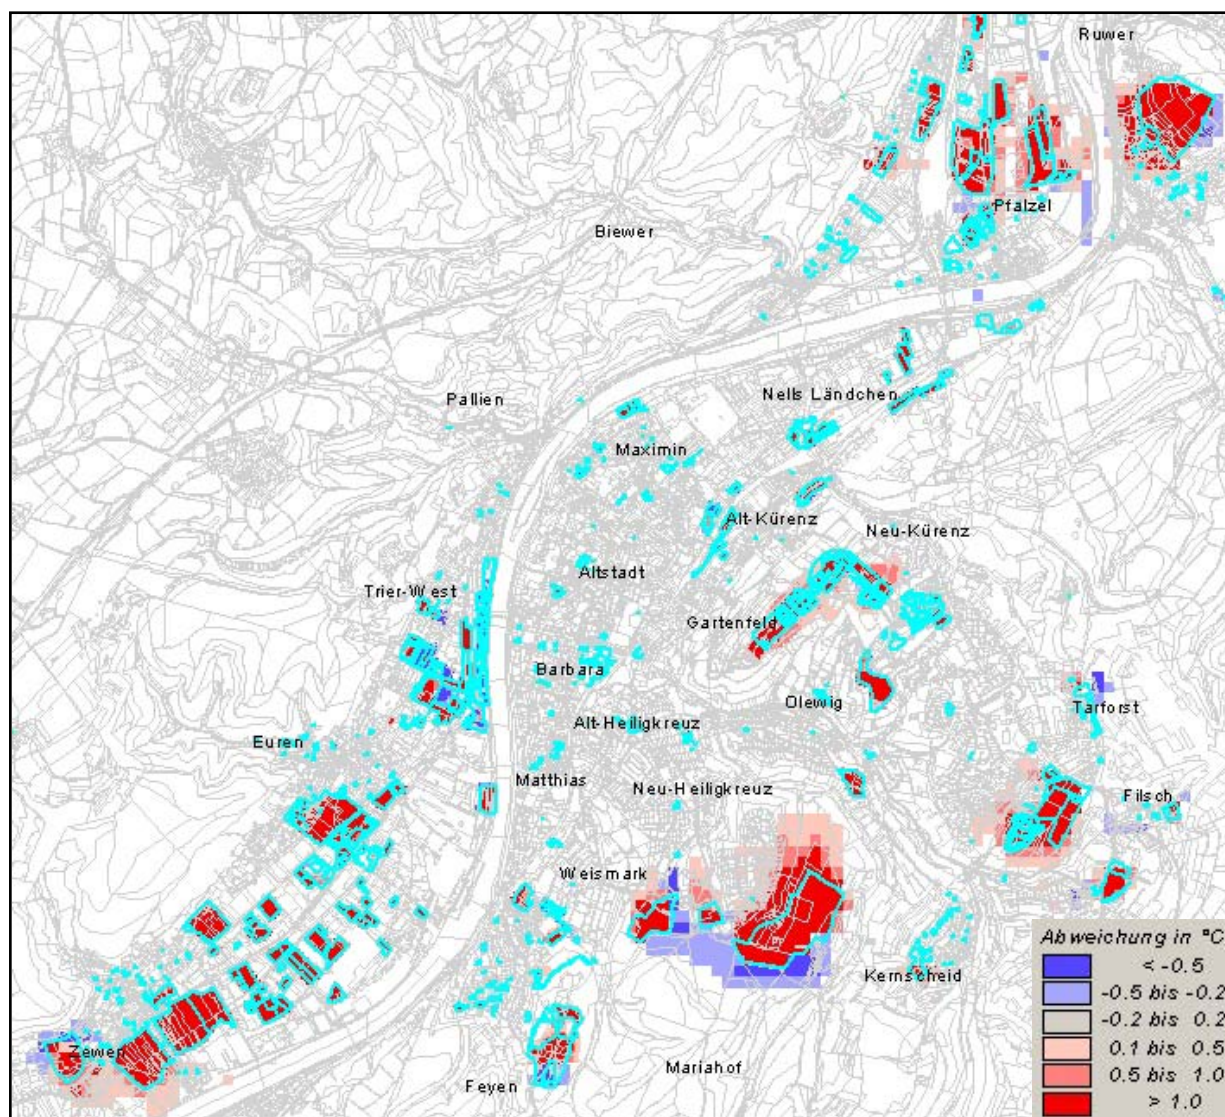 Ruwer
Pfalzel
Biewer
Pallien
Nells Ländchen
Maximin
Alt-Kürenz
Neu-Kürenz
Altstadt
Trier-West
Gartenfeld
Barbara
Olewig
Tarforst
Alt-Heiligkreuz
Euren
Matthias
Neu-Heiligkreuz
Filsch
Weismark
Kernscheid
Zewen
Mariahof
Feyen
Abweichung in °C
< -0.5
-0.5 bis -0.2
-0.2 bis 0.2
0.1 bis 0.5
0.5 bis 1.0
> 1.0